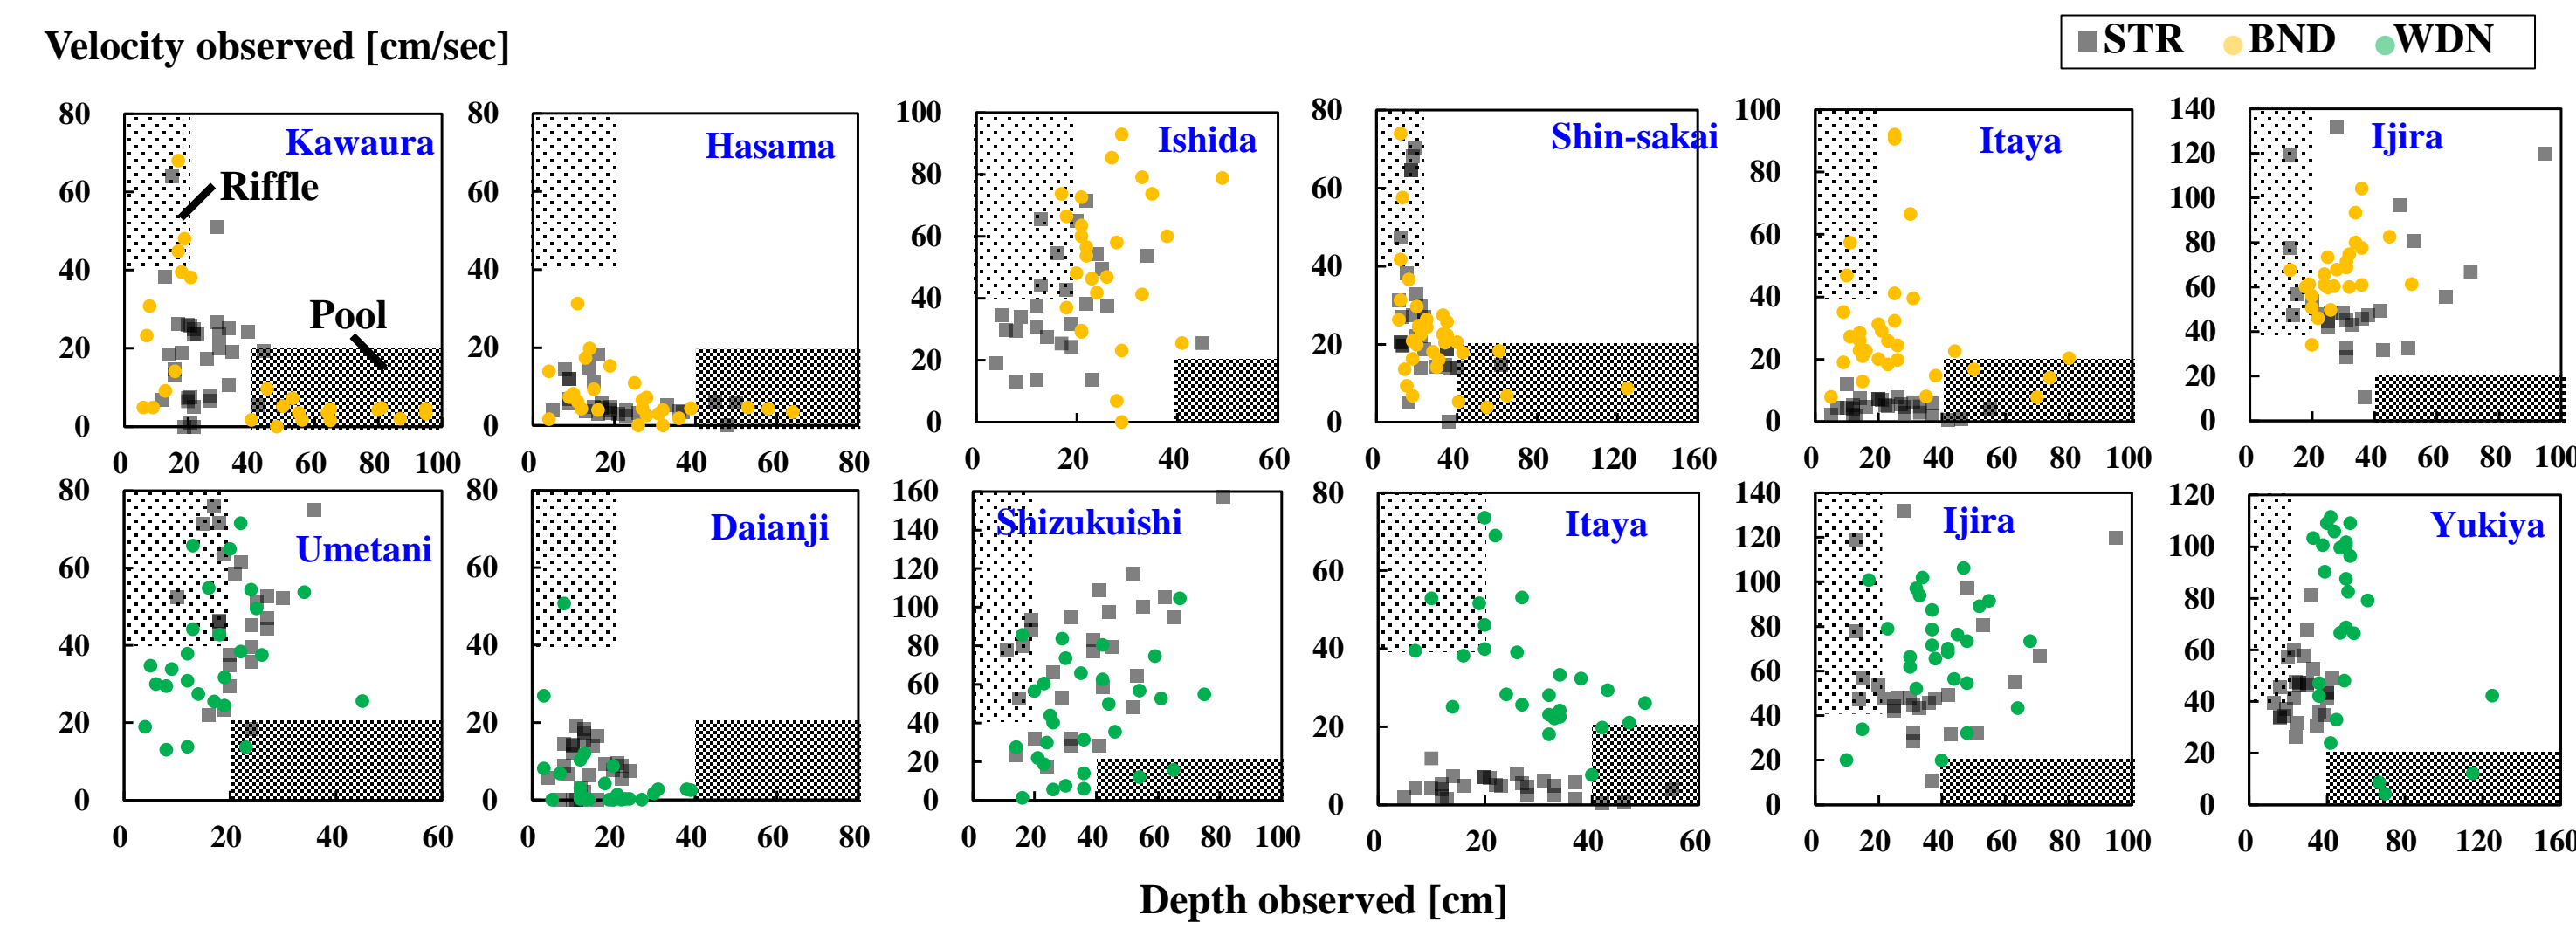 Velocity observed [cm/sec]
STR BND WDN
80 80 100 80 100 140
Kawaura Hasama Ishida Shin-sakai Itaya Ijira
120
80 80
60 Riffle 60 60 100
60 60 80
40 40 40
Pool 40 40 60
20 20 20 40
20 20 20
0 0 0 0 0 0
0 20 40 60 80 100 0 20 40 60 80 0 20 40 60 0 40 80 120 160 0 20 40 60 80 100 0 20 40 60 80 100
80 80 160 80 140 120
Umetani Daianji Shizukuishi Itaya Ijira Yukiya
140 120 100
60 60 120 60 100 80
100 80
40 40 80 40 60 60
60 40
20 20 40 20 40 20
20 20
0 0 0 0 0 0
0 20 40 60 0 20 40 60 80 0 20 40 60 80 100 0 20 40 60 0 20 40 60 80 100 0 40 80 120 160
Depth observed [cm]